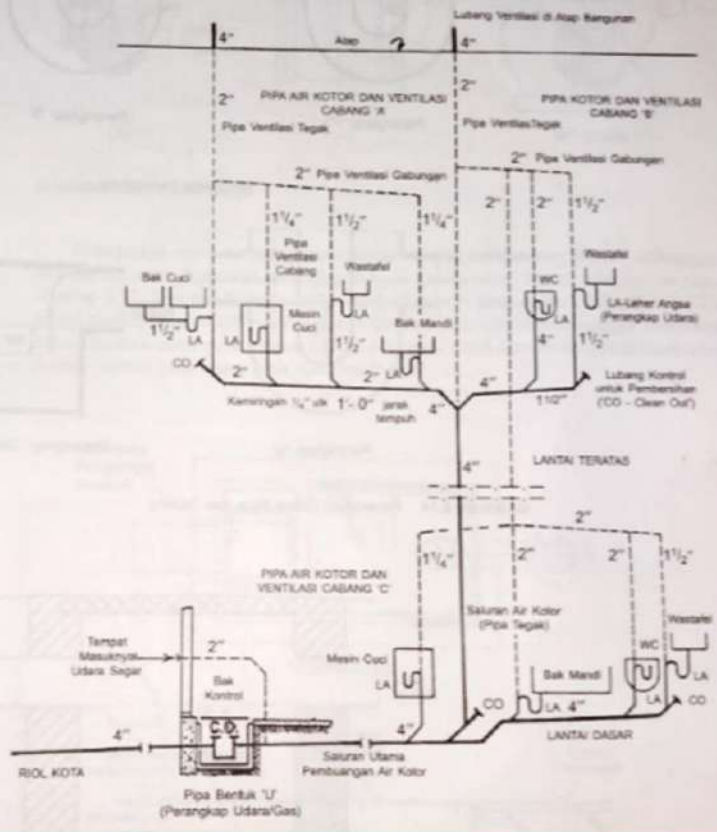 Lubang Ventilasi di Atap Bangunan
4"
Atap
4"
2"
PIPA AIR KOTOR DAN VENTILASI
CABANG 'A'
Pipa Ventilasi Tegak
2"
PIPA KOTOR DAN VENTILASI
CABANG 'B'
Pipa VentilasiTegak
2" Pipa Ventilasi Gabungan
2" Pipa Ventilasi Gabungan
1¼"
1½"
1¼"
2"
2"
1½"
Pipa
Ventilasi
Cabang
Bak Cuci
Wastafel
WC
Wastafel
Mesin
Cuci
Bak Mandi
LA-Leher Angsa
(Perangkap Udara)
1½"
LA
LA
LA
1½"
LA
LA
4"
1½"
CO
2"
2"
4"
4"
Lubang Kontrol
untuk Pembersihan
('CO - Clean Out')
Kemiringan ¼" utk 1'- 0" jarak
tempuh
4"
LANTAI TERATAS
2"
1¼"
2"
2"
1½"
PIPA AIR KOTOR DAN
VENTILASI CABANG 'C'
Saluran Air Kotor
(Pipa Tegak)
Wastafel
Tempat
Masuknya
Udara Segar
2"
Mesin Cuci
WC
Bak
Kontrol
LA
Bak Mandi
LA
CO
LA 4"
CO
C.O.
4"
4"
LANTAI DASAR
RIOL KOTA
Saluran Utama
Pembuangan Air Kotor
Pipa Bentuk 'U'
(Perangkap Udara/Gas)